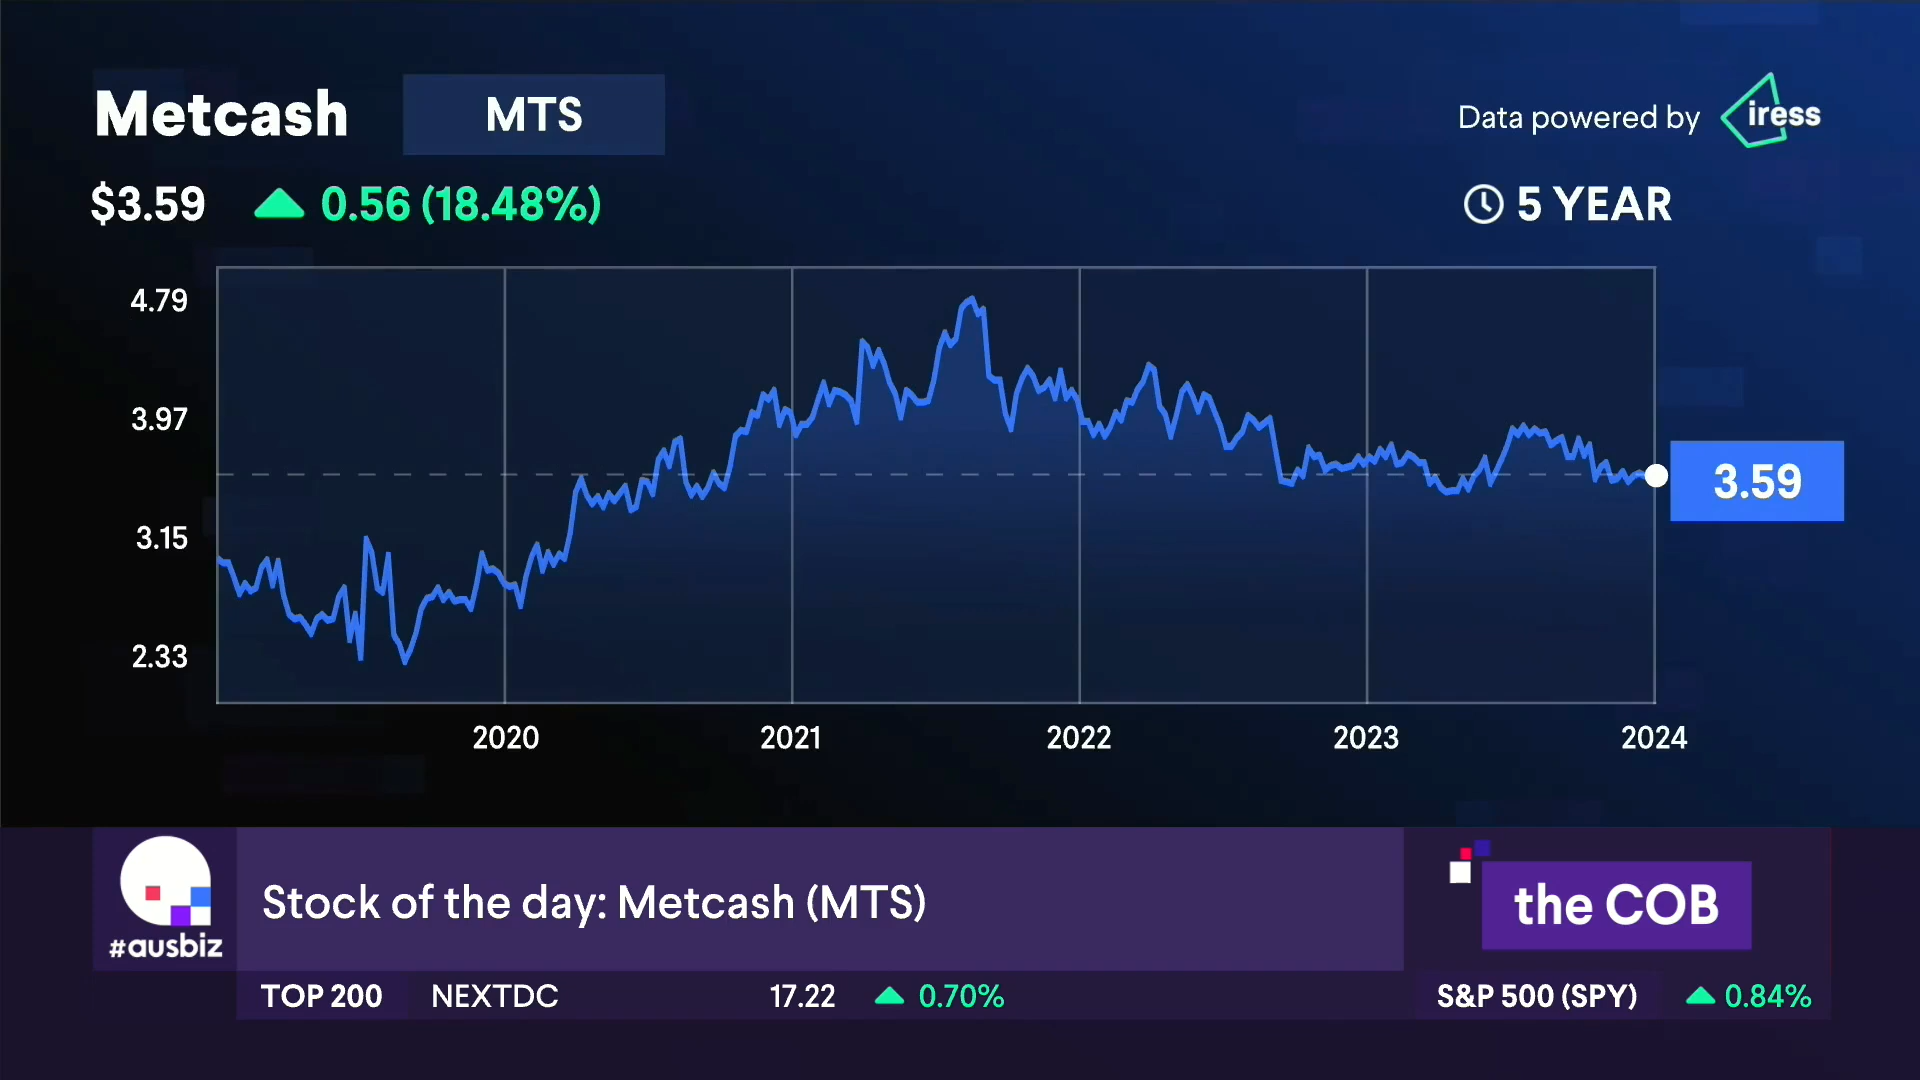 Metcash MTS
Data powered by iress
$3.59 0.56 (18.48%)
5 YEAR
4.79
3.97
3.15
2.33
3.59
2020 2021 2022 2023 2024
#ausbiz
Stock of the day: Metcash (MTS)
the COB
TOP 200 NEXTDC 17.22 0.70%
S&P 500 (SPY) 0.84%